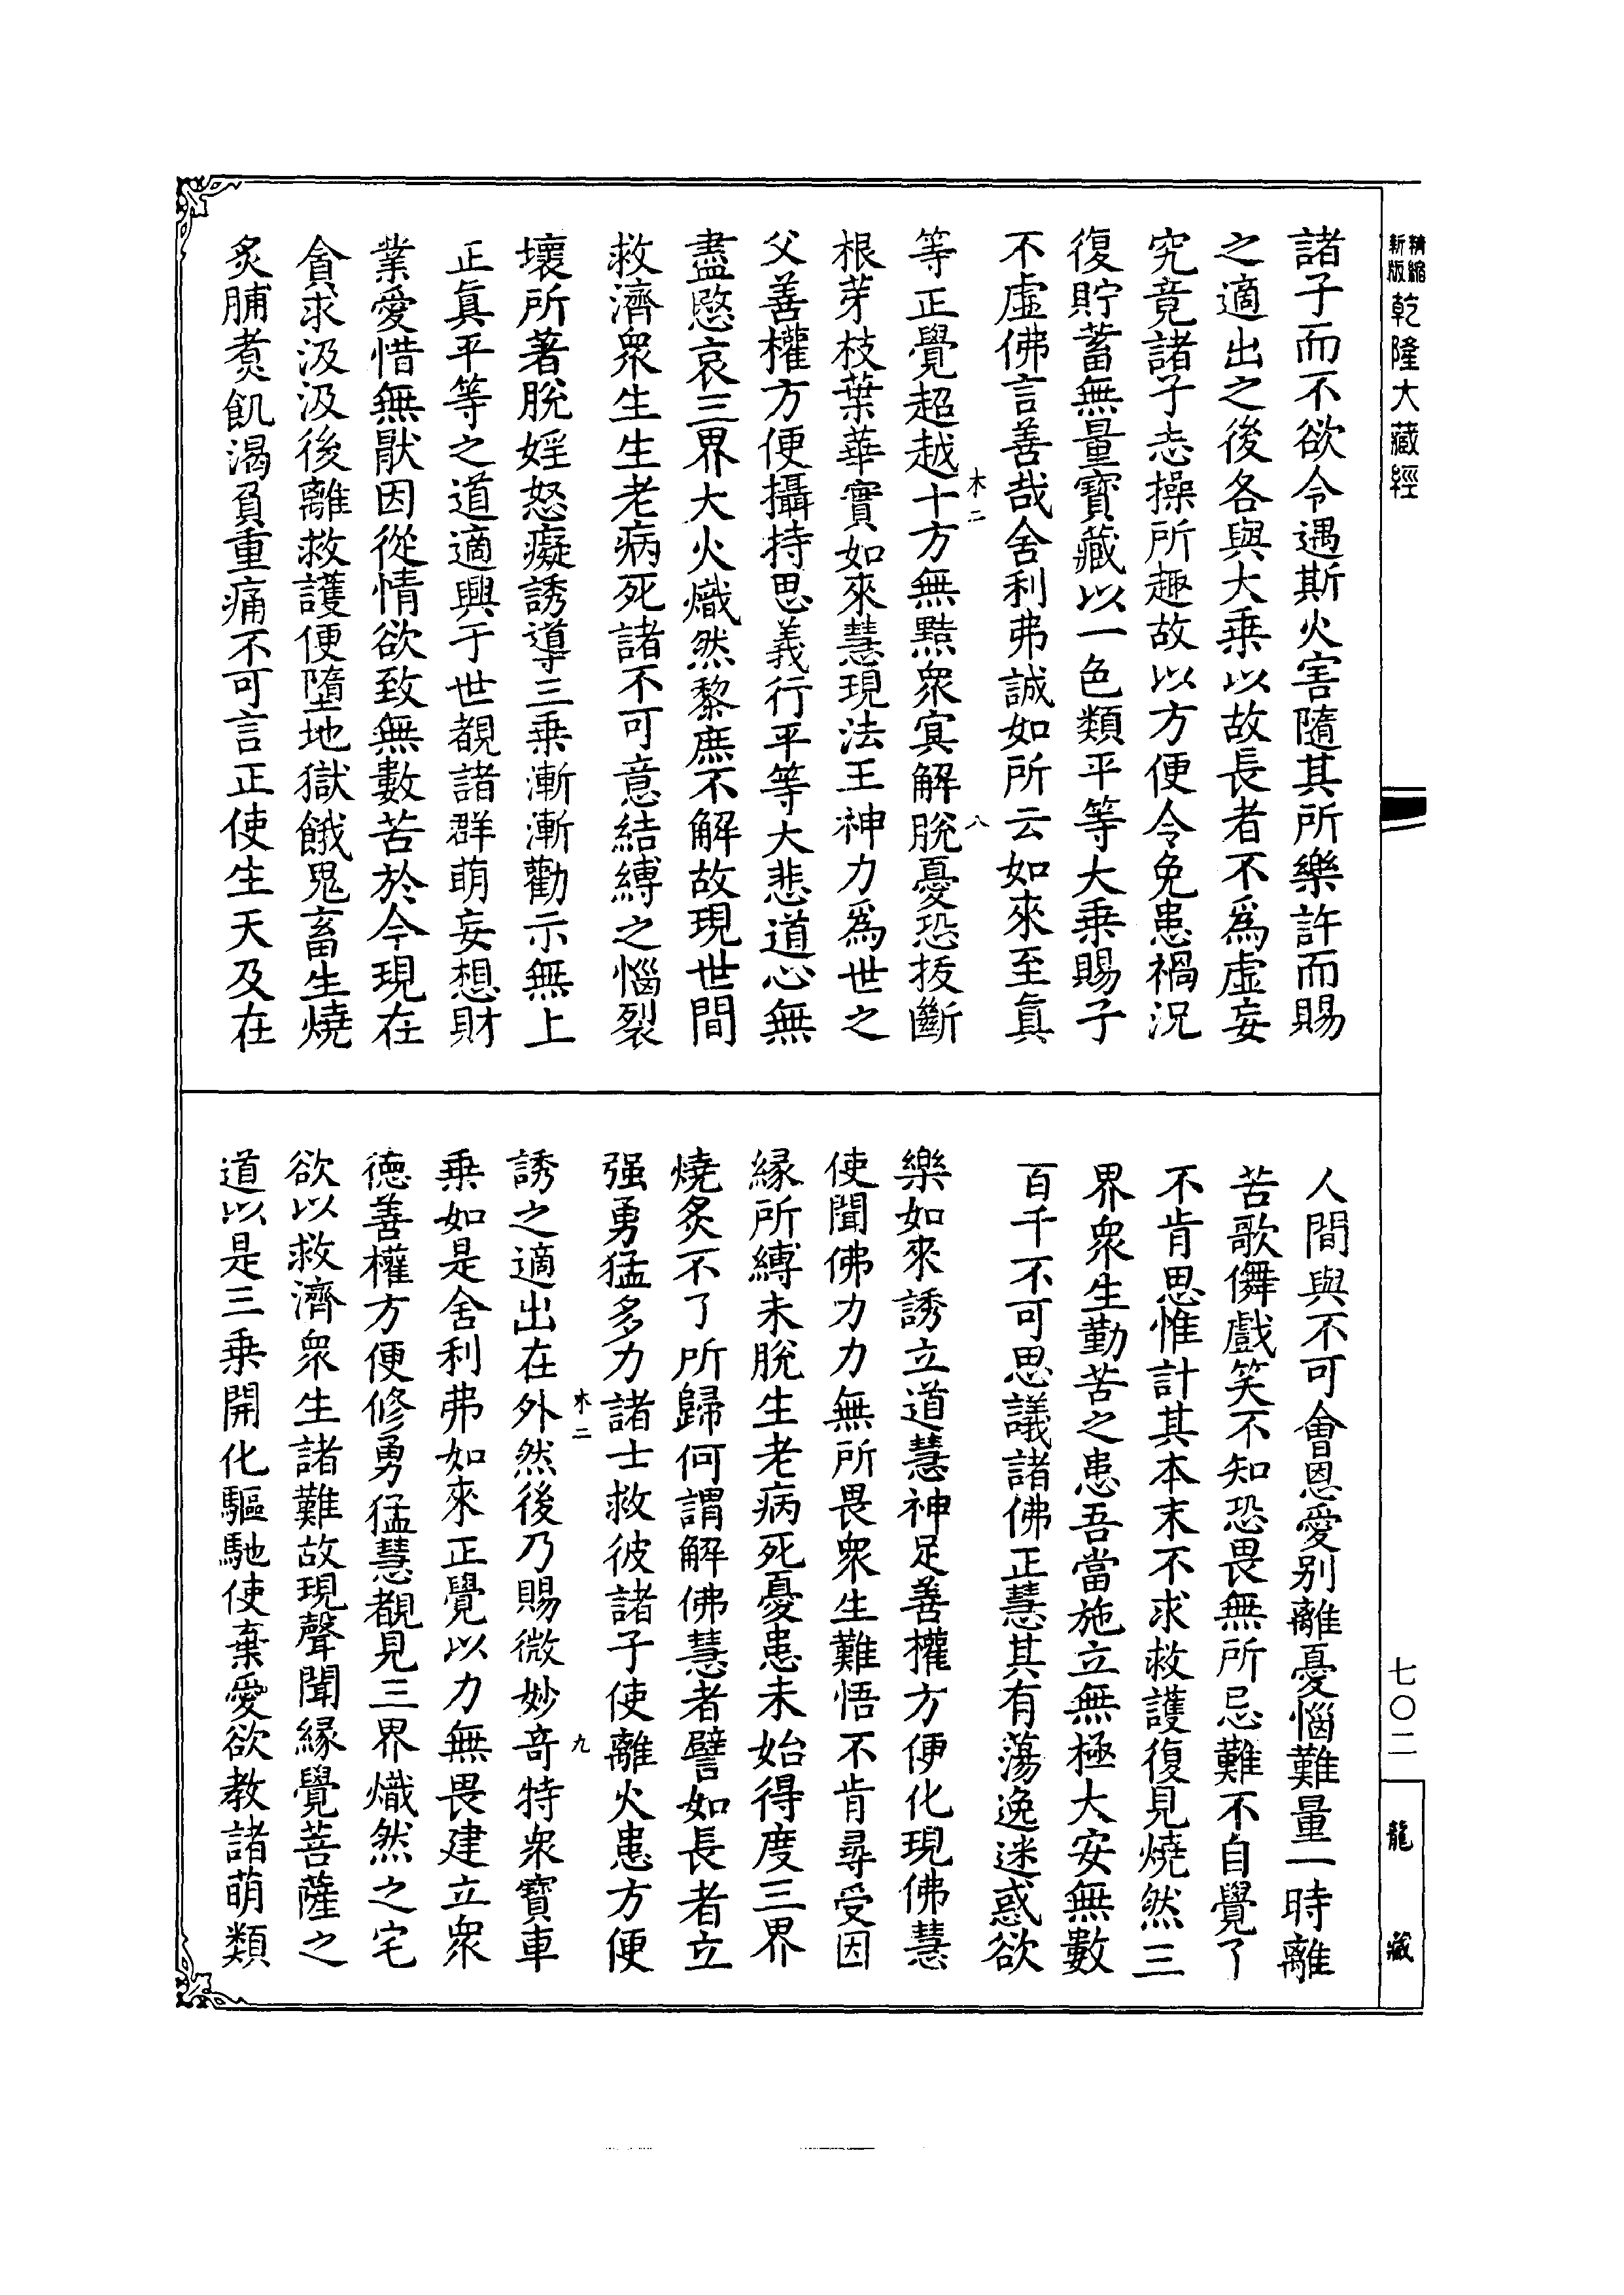 精縮新版乾隆大藏經
諸子而不欲令遇斯火害隨其所樂許而賜
之適出之後各與大乗以故長者不為虛妄
究竟諸子志操所趣故以方便令免患禍況
復貯蓄無量寶藏以一色類平等大乗賜子
不虛佛言善哉舍利弗誠如所云如來至眞
等正覺超越十方無黠衆㝠解脫憂恐拔斷
木二
八
根芽枝葉華實如來慧現法王神力為世之
父善權方便攝持思義行平等大悲道心無
盡愍哀三界大火熾然黎庶不解故現世間
救濟衆生生老病死諸不可意結縛之惱裂
壞所著脫婬怒癡誘導三乗漸漸勸示無上
正眞平等之道適興于世覩諸群萌妄想財
業愛惜無猒因從情欲致無數苦於今現在
貪求汲汲後離救護便墮地獄餓鬼畜生燒
炙脯煑飢渴負重痛不可言正使生天及在
人間與不可會恩愛別離憂惱難量一時離
苦歌儛戲笑不知恐畏無所忌難不自覺了
不肯思惟計其本末不求救護復見燒然三
界衆生勤苦之患吾當施立無極大安無數
百千不可思議諸佛正慧其有蕩逸迷惑欲
樂如來誘立道慧神足善權方便化現佛慧
使聞佛力力無所畏衆生難悟不肯尋受因
緣所縛未脫生老病死憂患未始得度三界
燒炙不了所歸何謂解佛慧者譬如長者立
强勇猛多力諸士救彼諸子使離火患方便
誘之適出在外然後乃賜微妙奇特衆寶車
木二
九
乗如是舍利弗如來正覺以力無畏建立衆
德善權方便修勇猛慧覩見三界熾然之宅
欲以救濟衆生諸難故現聲聞緣覺菩薩之
道以是三乗開化驅馳使棄愛欲教諸萌類
七〇二
龍藏